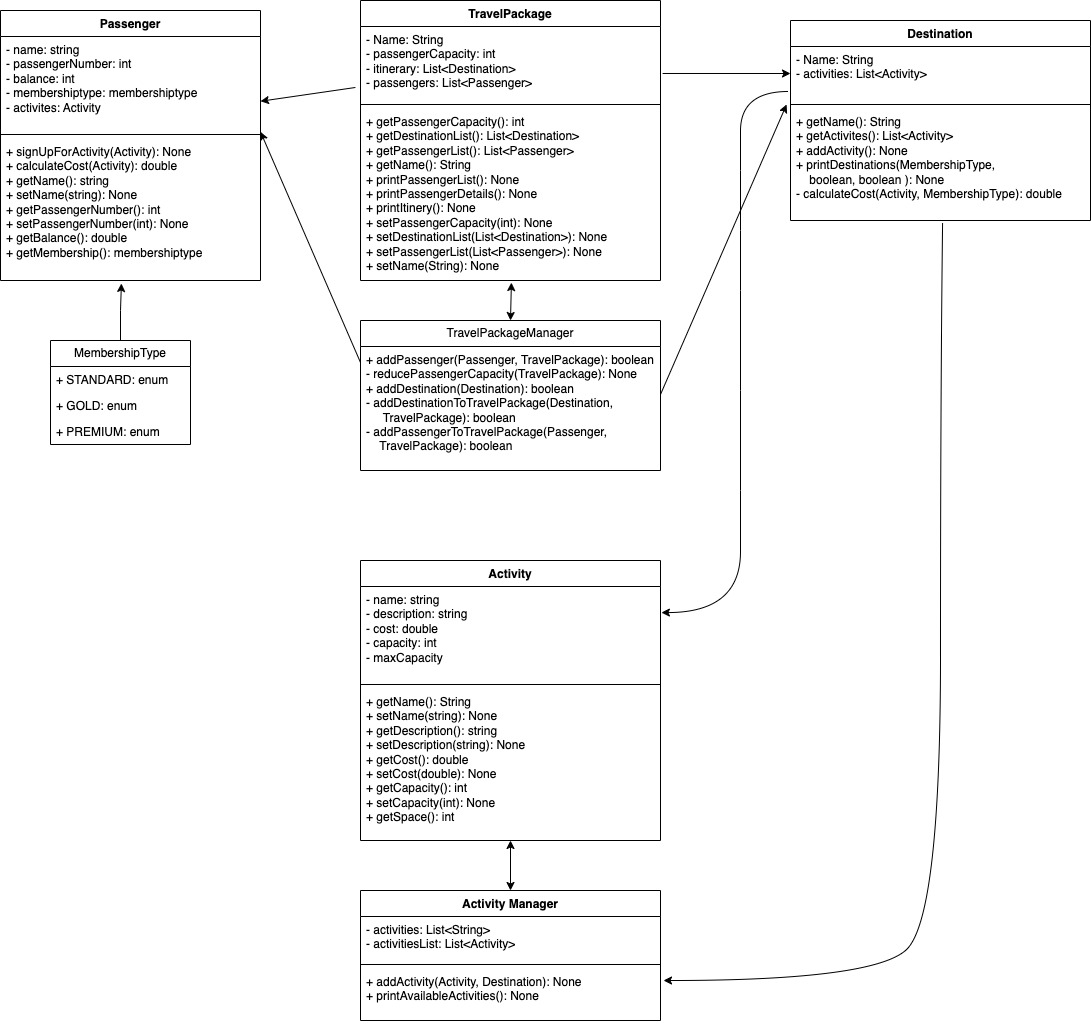 Passenger
- name: string
- passengerNumber: int
- balance: int
- membershiptype: membershiptype
- activites: Activity
+ signUpForActivity(Activity): None
+ calculateCost(Activity): double
+ getName(): string
+ setName(string): None
+ getPassengerNumber(): int
+ setPassengerNumber(int): None
+ getBalance(): double
+ getMembership(): membershiptype
TravelPackage
- Name: String
- passengerCapacity: int
- itinerary: List<Destination>
- passengers: List<Passenger>
+ getPassengerCapacity(): int
+ getDestinationList(): List<Destination>
+ getPassengerList(): List<Passenger>
+ getName(): String
+ printPassengerList(): None
+ printPassengerDetails(): None
+ printItinery(): None
+ setPassengerCapacity(int): None
+ setDestinationList(List<Destination>): None
+ setPassengerList(List<Passenger>): None
+ setName(String): None
Destination
- Name: String
- activities: List<Activity>
+ getName(): String
+ getActivites(): List<Activity>
+ addActivity(): None
+ printDestinations(MembershipType,
boolean, boolean ): None
- calculateCost(Activity, MembershipType): double
MembershipType
+ STANDARD: enum
+ GOLD: enum
+ PREMIUM: enum
TravelPackageManager
+ addPassenger(Passenger, TravelPackage): boolean
- reducePassengerCapacity(TravelPackage): None
+ addDestination(Destination): boolean
- addDestinationToTravelPackage(Destination,
TravelPackage): boolean
- addPassengerToTravelPackage(Passenger,
TravelPackage): boolean
Activity
- name: string
- description: string
- cost: double
- capacity: int
- maxCapacity
+ getName(): String
+ setName(string): None
+ getDescription(): string
+ setDescription(string): None
+ getCost(): double
+ setCost(double): None
+ getCapacity(): int
+ setCapacity(int): None
+ getSpace(): int
Activity Manager
- activities: List<String>
- activitiesList: List<Activity>
+ addActivity(Activity, Destination): None
+ printAvailableActivities(): None